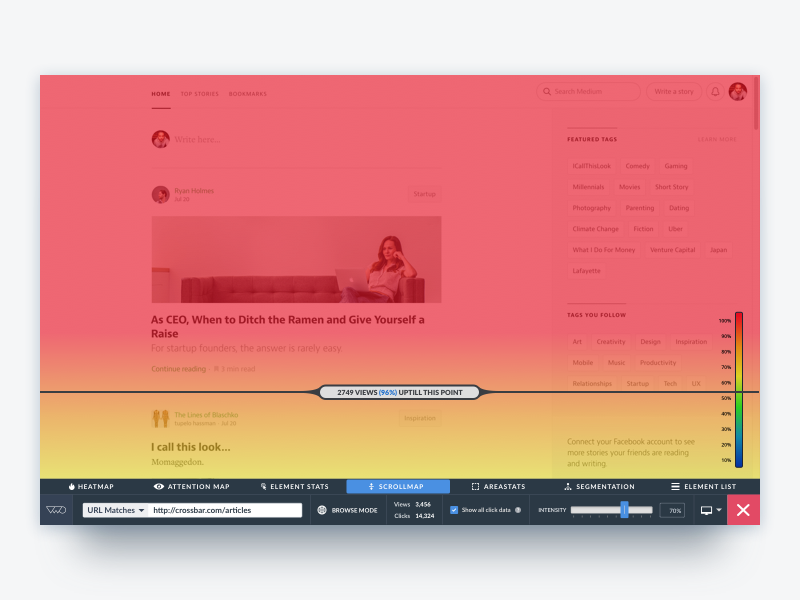 HOME TOP STORIES BOOKMARKS
Search Medium
Write a story
Write here...
Ryan Holmes
Jul 20
Startup
As CEO, When to Ditch the Ramen and Give Yourself a
Raise
For startup founders, the answer is rarely easy.
Continue reading · 3 min read
FEATURED TAGS LEARN MORE
ICallThisLook Comedy Gaming
Millennials Movies Short Story
Photography Parenting Dating
Climate Change Fiction Uber
What I Do For Money Venture Capital Japan
Lafayette
TAGS YOU FOLLOW
Art Creativity Design Inspiration
Mobile Music Productivity
Relationships Startup Tech UX
100%
90%
80%
70%
60%
50%
40%
30%
20%
10%
2749 VIEWS (96%) UPTILL THIS POINT
The Lines of Blaschko
Jul 20
Inspiration
I call this look...
Momaggedon.
Connect your Facebook account to see
more stories your friends are reading
and writing.
HEATMAP ATTENTION MAP ELEMENT STATS SCROLLMAP AREASTATS SEGMENTATION ELEMENT LIST
VWO URL Matches http://crossbar.com/articles BROWSE MODE
Views 3,456
Clicks 14,324
Show all click data
INTENSITY 70%